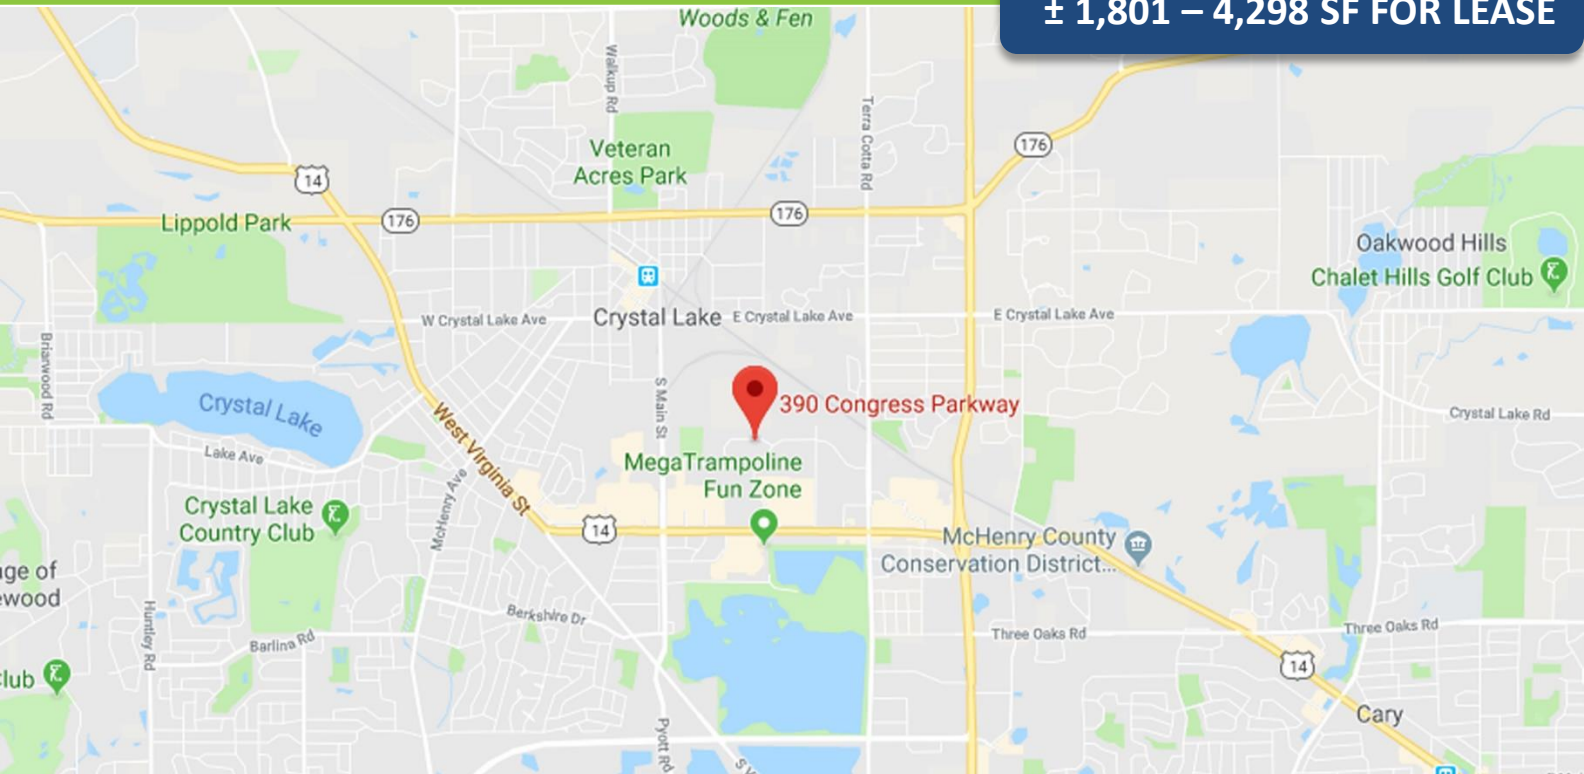 ± 1,801 – 4,298 SF FOR LEASE
Woods & Fen
Walkup Rd
Terra Cotta Rd
Veteran
Acres Park
176
14
176
176
Lippold Park
Oakwood Hills
Chalet Hills Golf Club
W Crystal Lake Ave
Crystal Lake
E Crystal Lake Ave
E Crystal Lake Ave
Briarwood Rd
S Main St
390 Congress Parkway
Crystal Lake
Crystal Lake Rd
West Virginia St
Lake Ave
MegaTrampoline
Fun Zone
McHenry Ave
Crystal Lake
Country Club
14
McHenry County
Conservation District...
age of
ewood
Huntley Rd
Berkshire Dr
Barlina Rd
Three Oaks Rd
Three Oaks Rd
Club
14
Cary
Pyott Rd